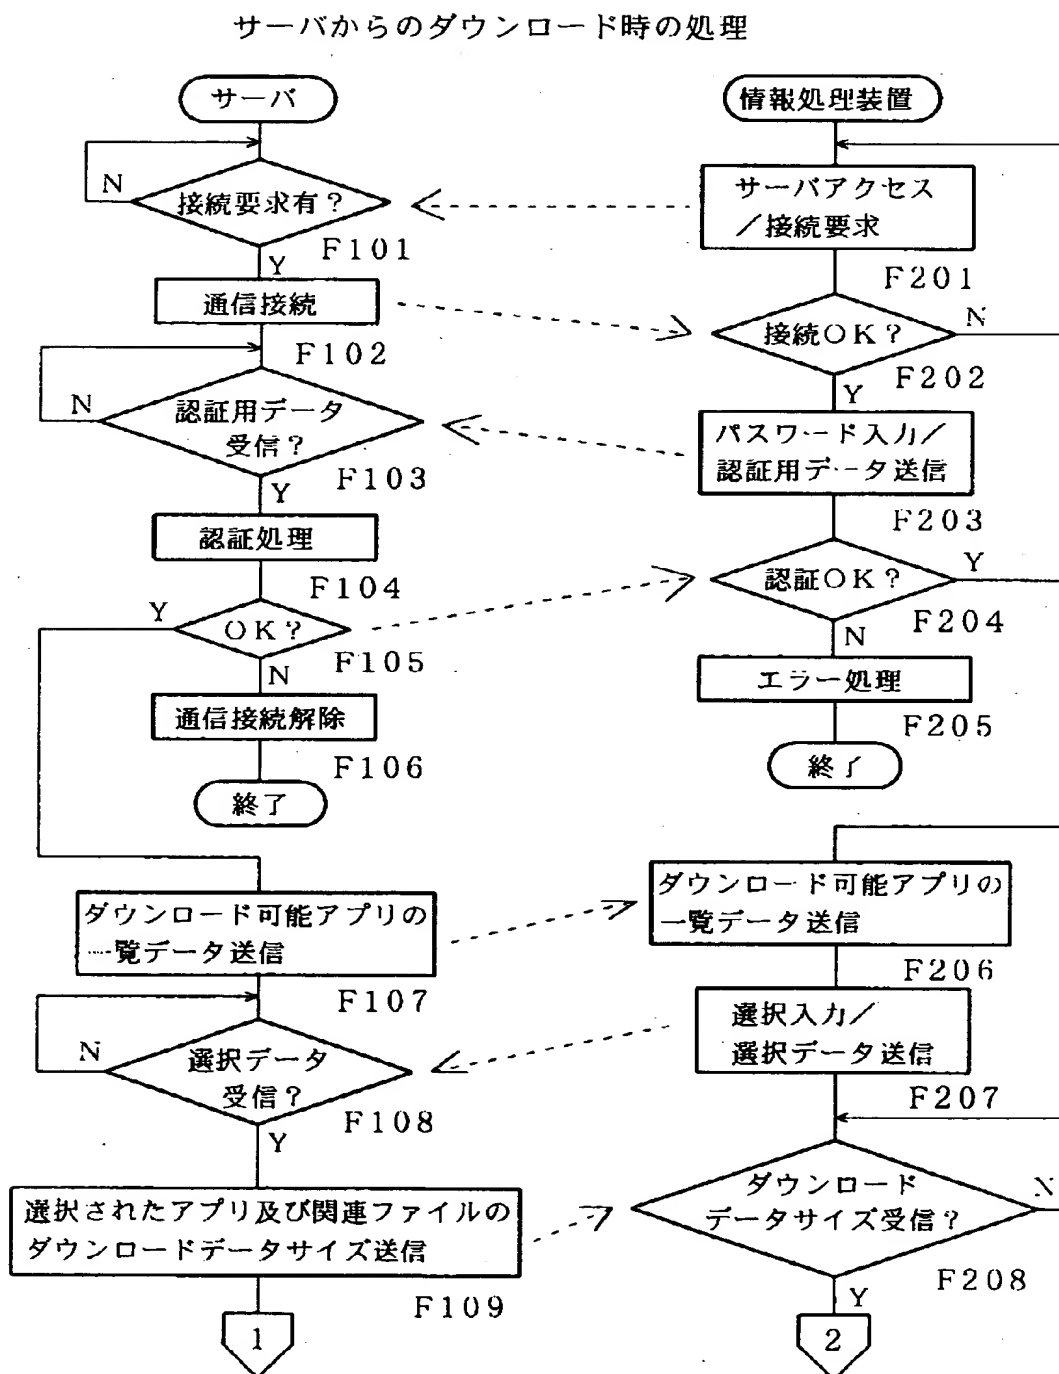 サーバからのダウンロード時の処理
サーバ
N
接続要求有？
F101
Y
通信接続
F102
N
認証用データ
受信？
F103
Y
認証処理
F104
Y
OK？
F105
N
通信接続解除
F106
終了
ダウンロード可能アプリの
一覧データ送信
F107
N
選択データ
受信？
F108
Y
選択されたアプリ及び関連ファイルの
ダウンロードデータサイズ送信
F109
1
情報処理装置
サーバアクセス
／接続要求
F201
接続OK？
N
F202
Y
パスワード入力／
認証用データ送信
F203
認証OK？
Y
F204
N
エラー処理
F205
終了
ダウンロード可能アプリの
一覧データ送信
F206
選択入力／
選択データ送信
F207
ダウンロード
データサイズ受信？
N
F208
Y
2